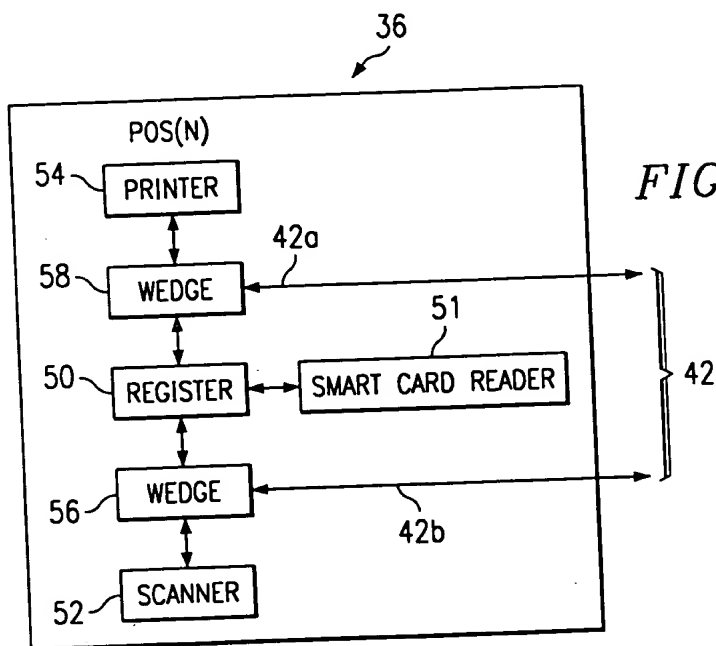 36
POS(N)
54
PRINTER
FIG
42a
58
WEDGE
51
50
REGISTER
SMART CARD READER
42
56
WEDGE
42b
52
SCANNER